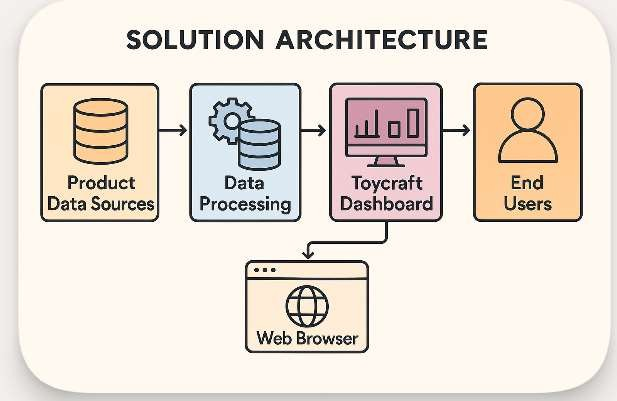 SOLUTION ARCHITECTURE
Product
Data Sources
Data
Processing
Toycraft
Dashboard
End
Users
Web Browser